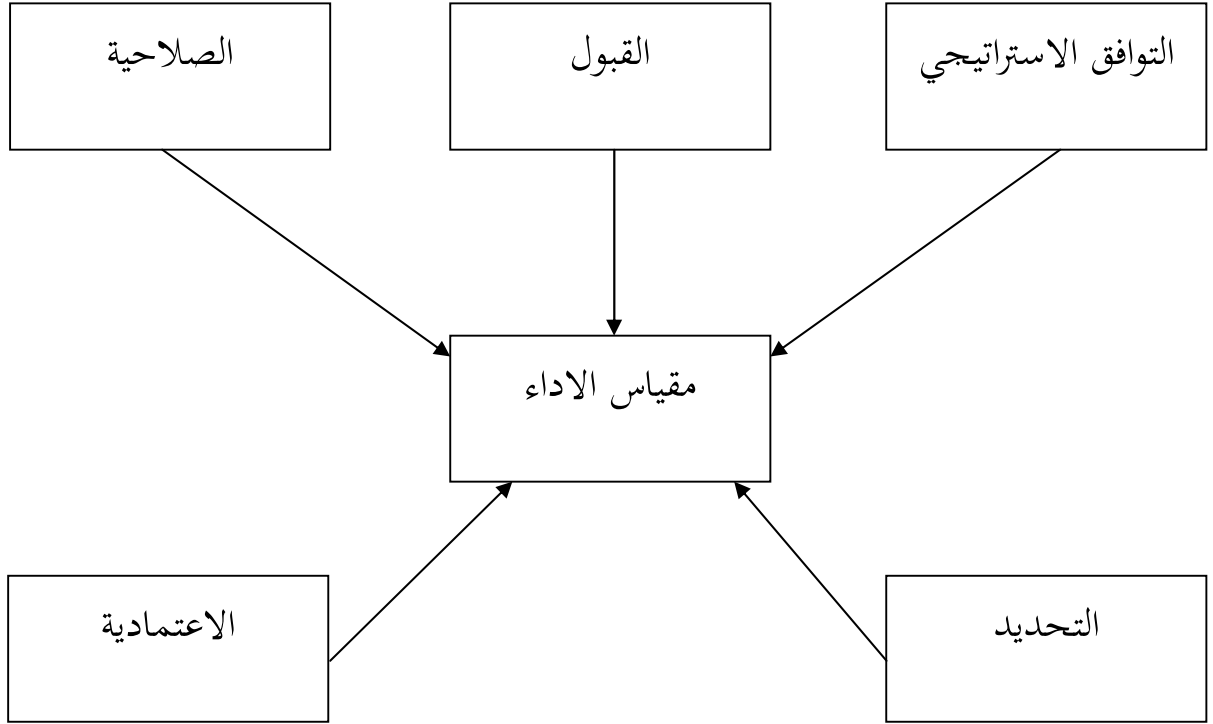 التوافق الاستراتيجي
القبول
الصلاحية
مقياس الاداء
التحديد
الاعتمادية